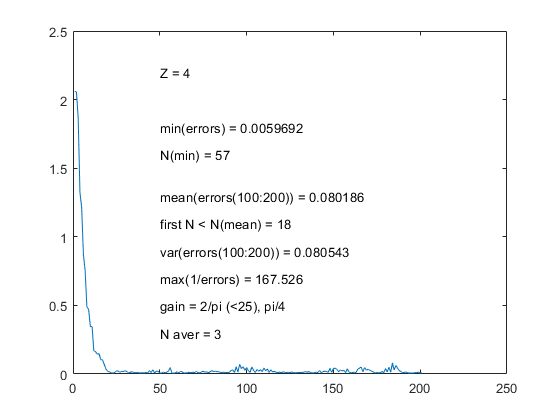 2.5
2
1.5
1
0.5
0
Z = 4
min(errors) = 0.0059692
N(min) = 57
mean(errors(100:200)) = 0.080186
first N < N(mean) = 18
var(errors(100:200)) = 0.080543
max(1/errors) = 167.526
gain = 2/pi (<25), pi/4
N aver = 3
0 50 100 150 200 250